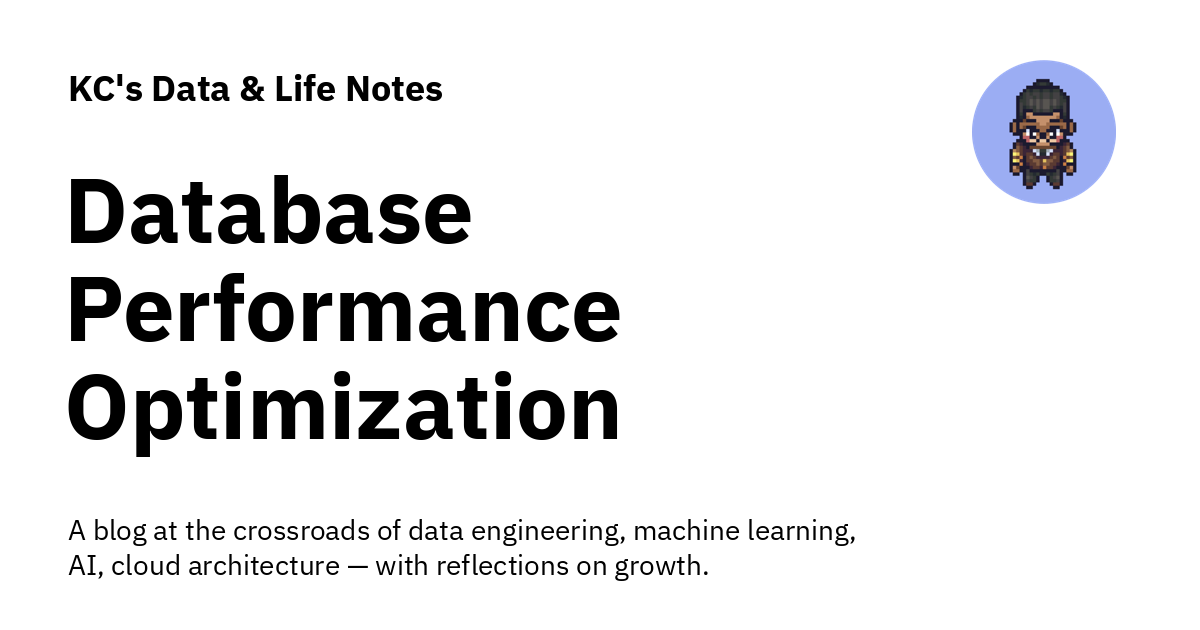 KC's Data & Life Notes
Database
Performance
Optimization
A blog at the crossroads of data engineering, machine learning,
AI, cloud architecture — with reflections on growth.